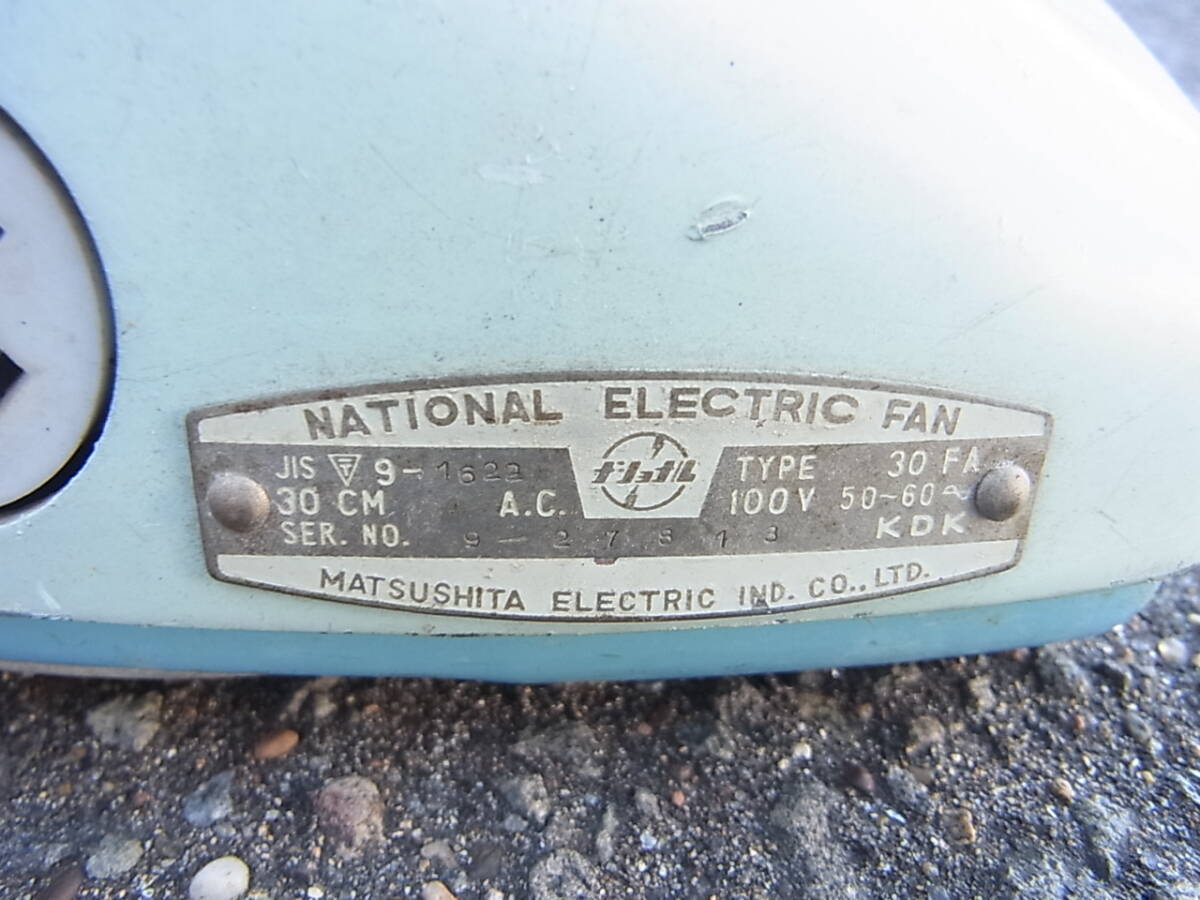 NATIONAL ELECTRIC FAN
JIS 9-1622
ナショナル
TYPE 30 FA
30 CM A.C. 100V 50~60~
SER. NO. 9-27813 KDK
MATSUSHITA ELECTRIC IND. CO., LTD.